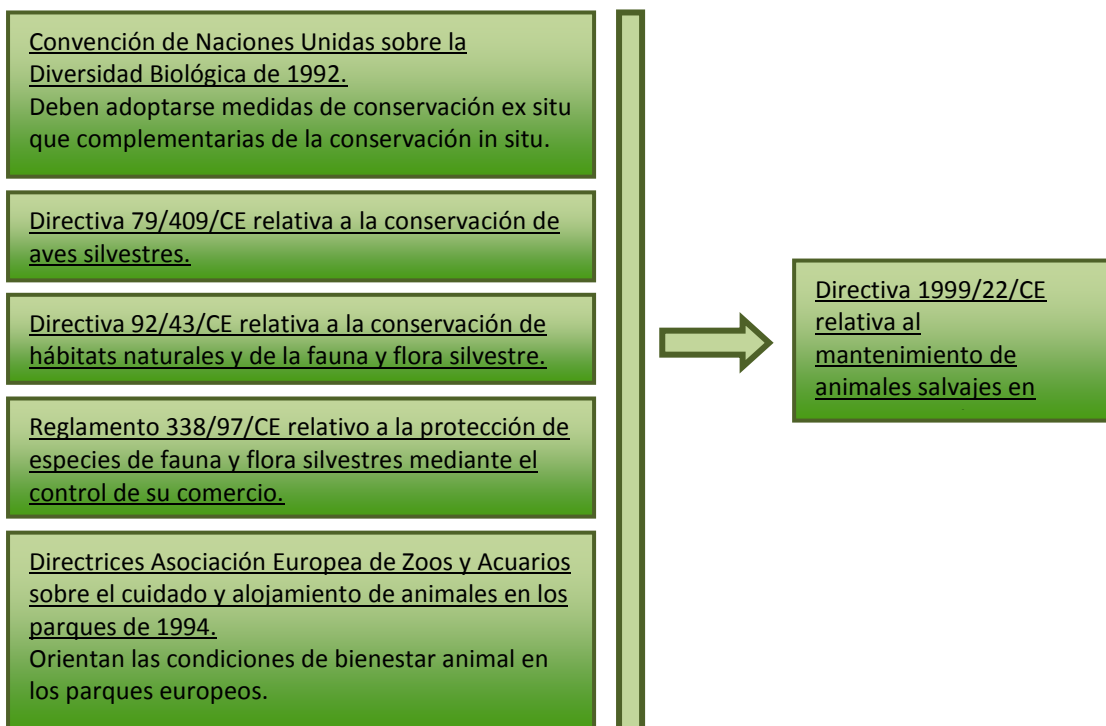 Convención de Naciones Unidas sobre la
Diversidad Biológica de 1992.
Deben adoptarse medidas de conservación ex situ
que complementarias de la conservación in situ.
Directiva 79/409/CE relativa a la conservación de
aves silvestres.
Directiva 92/43/CE relativa a la conservación de
hábitats naturales y de la fauna y flora silvestre.
Reglamento 338/97/CE relativo a la protección de
especies de fauna y flora silvestres mediante el
control de su comercio.
Directrices Asociación Europea de Zoos y Acuarios
sobre el cuidado y alojamiento de animales en los
parques de 1994.
Orientan las condiciones de bienestar animal en
los parques europeos.
Directiva 1999/22/CE
relativa al
mantenimiento de
animales salvajes en